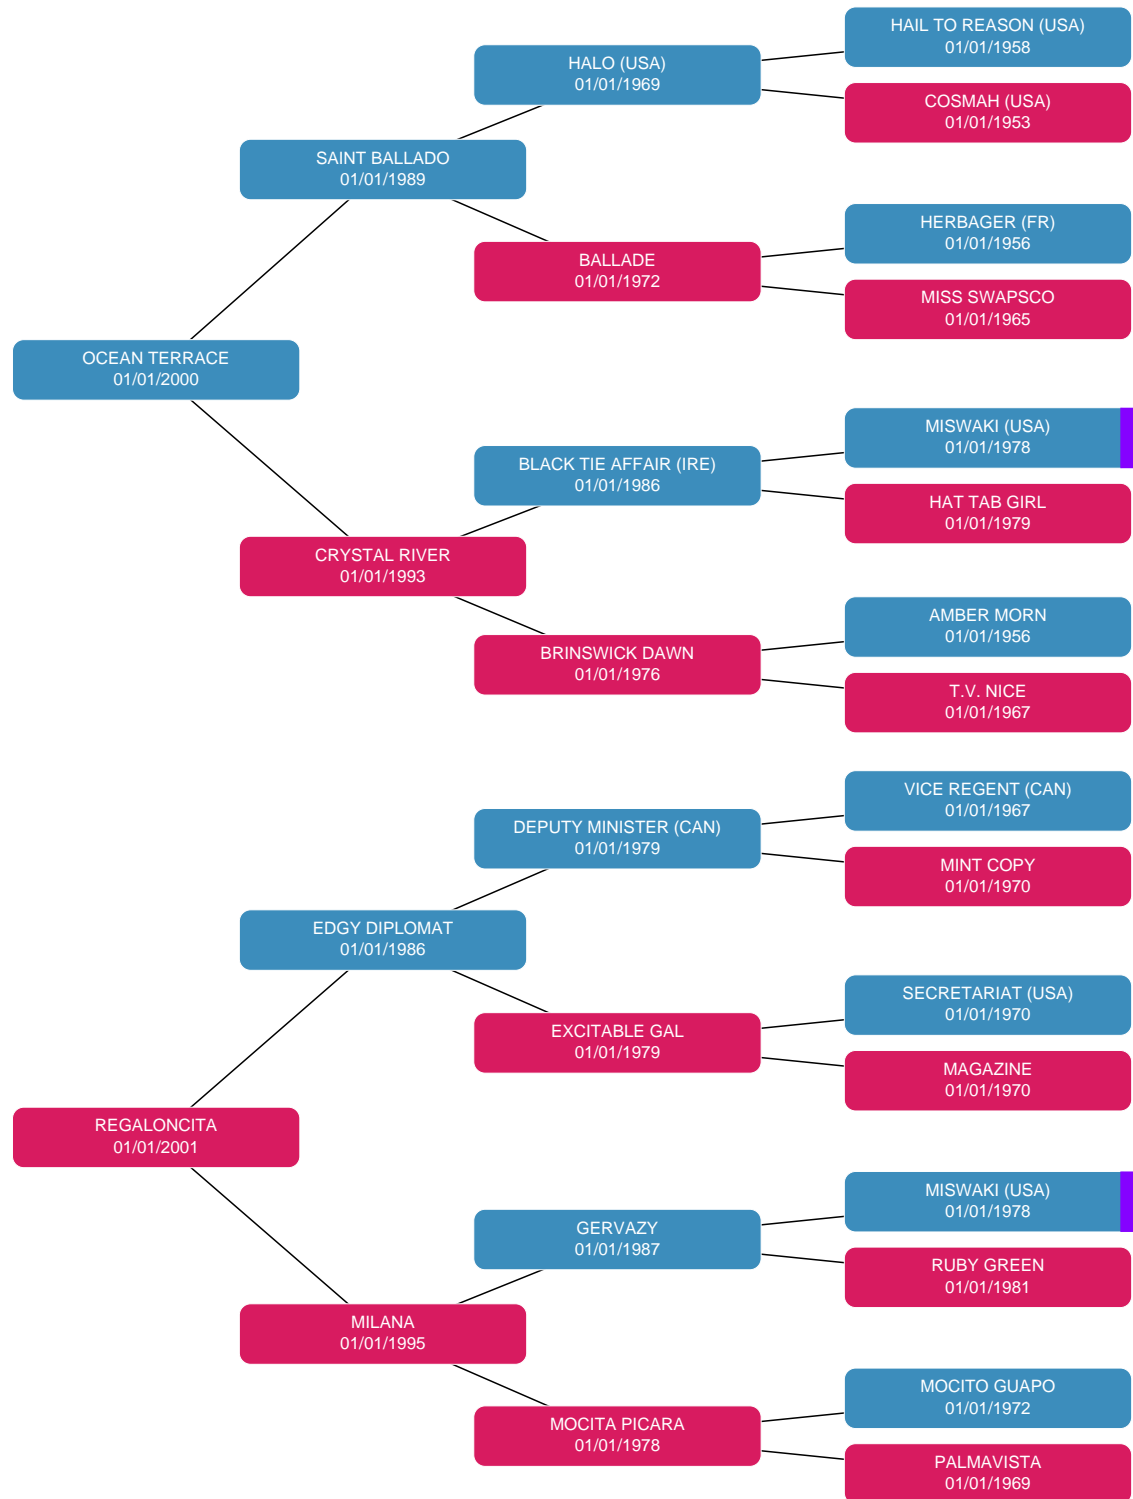 HAIL TO REASON (USA)
01/01/1958
HALO (USA)
01/01/1969
COSMAH (USA)
01/01/1953
SAINT BALLADO
01/01/1989
HERBAGER (FR)
01/01/1956
BALLADE
01/01/1972
MISS SWAPSCO
01/01/1965
OCEAN TERRACE
01/01/2000
MISWAKI (USA)
01/01/1978
BLACK TIE AFFAIR (IRE)
01/01/1986
HAT TAB GIRL
01/01/1979
CRYSTAL RIVER
01/01/1993
AMBER MORN
01/01/1956
BRINSWICK DAWN
01/01/1976
T.V. NICE
01/01/1967
VICE REGENT (CAN)
01/01/1967
DEPUTY MINISTER (CAN)
01/01/1979
MINT COPY
01/01/1970
EDGY DIPLOMAT
01/01/1986
SECRETARIAT (USA)
01/01/1970
EXCITABLE GAL
01/01/1979
MAGAZINE
01/01/1970
REGALONCITA
01/01/2001
MISWAKI (USA)
01/01/1978
GERVAZY
01/01/1987
RUBY GREEN
01/01/1981
MILANA
01/01/1995
MOCITO GUAPO
01/01/1972
MOCITA PICARA
01/01/1978
PALMAVISTA
01/01/1969